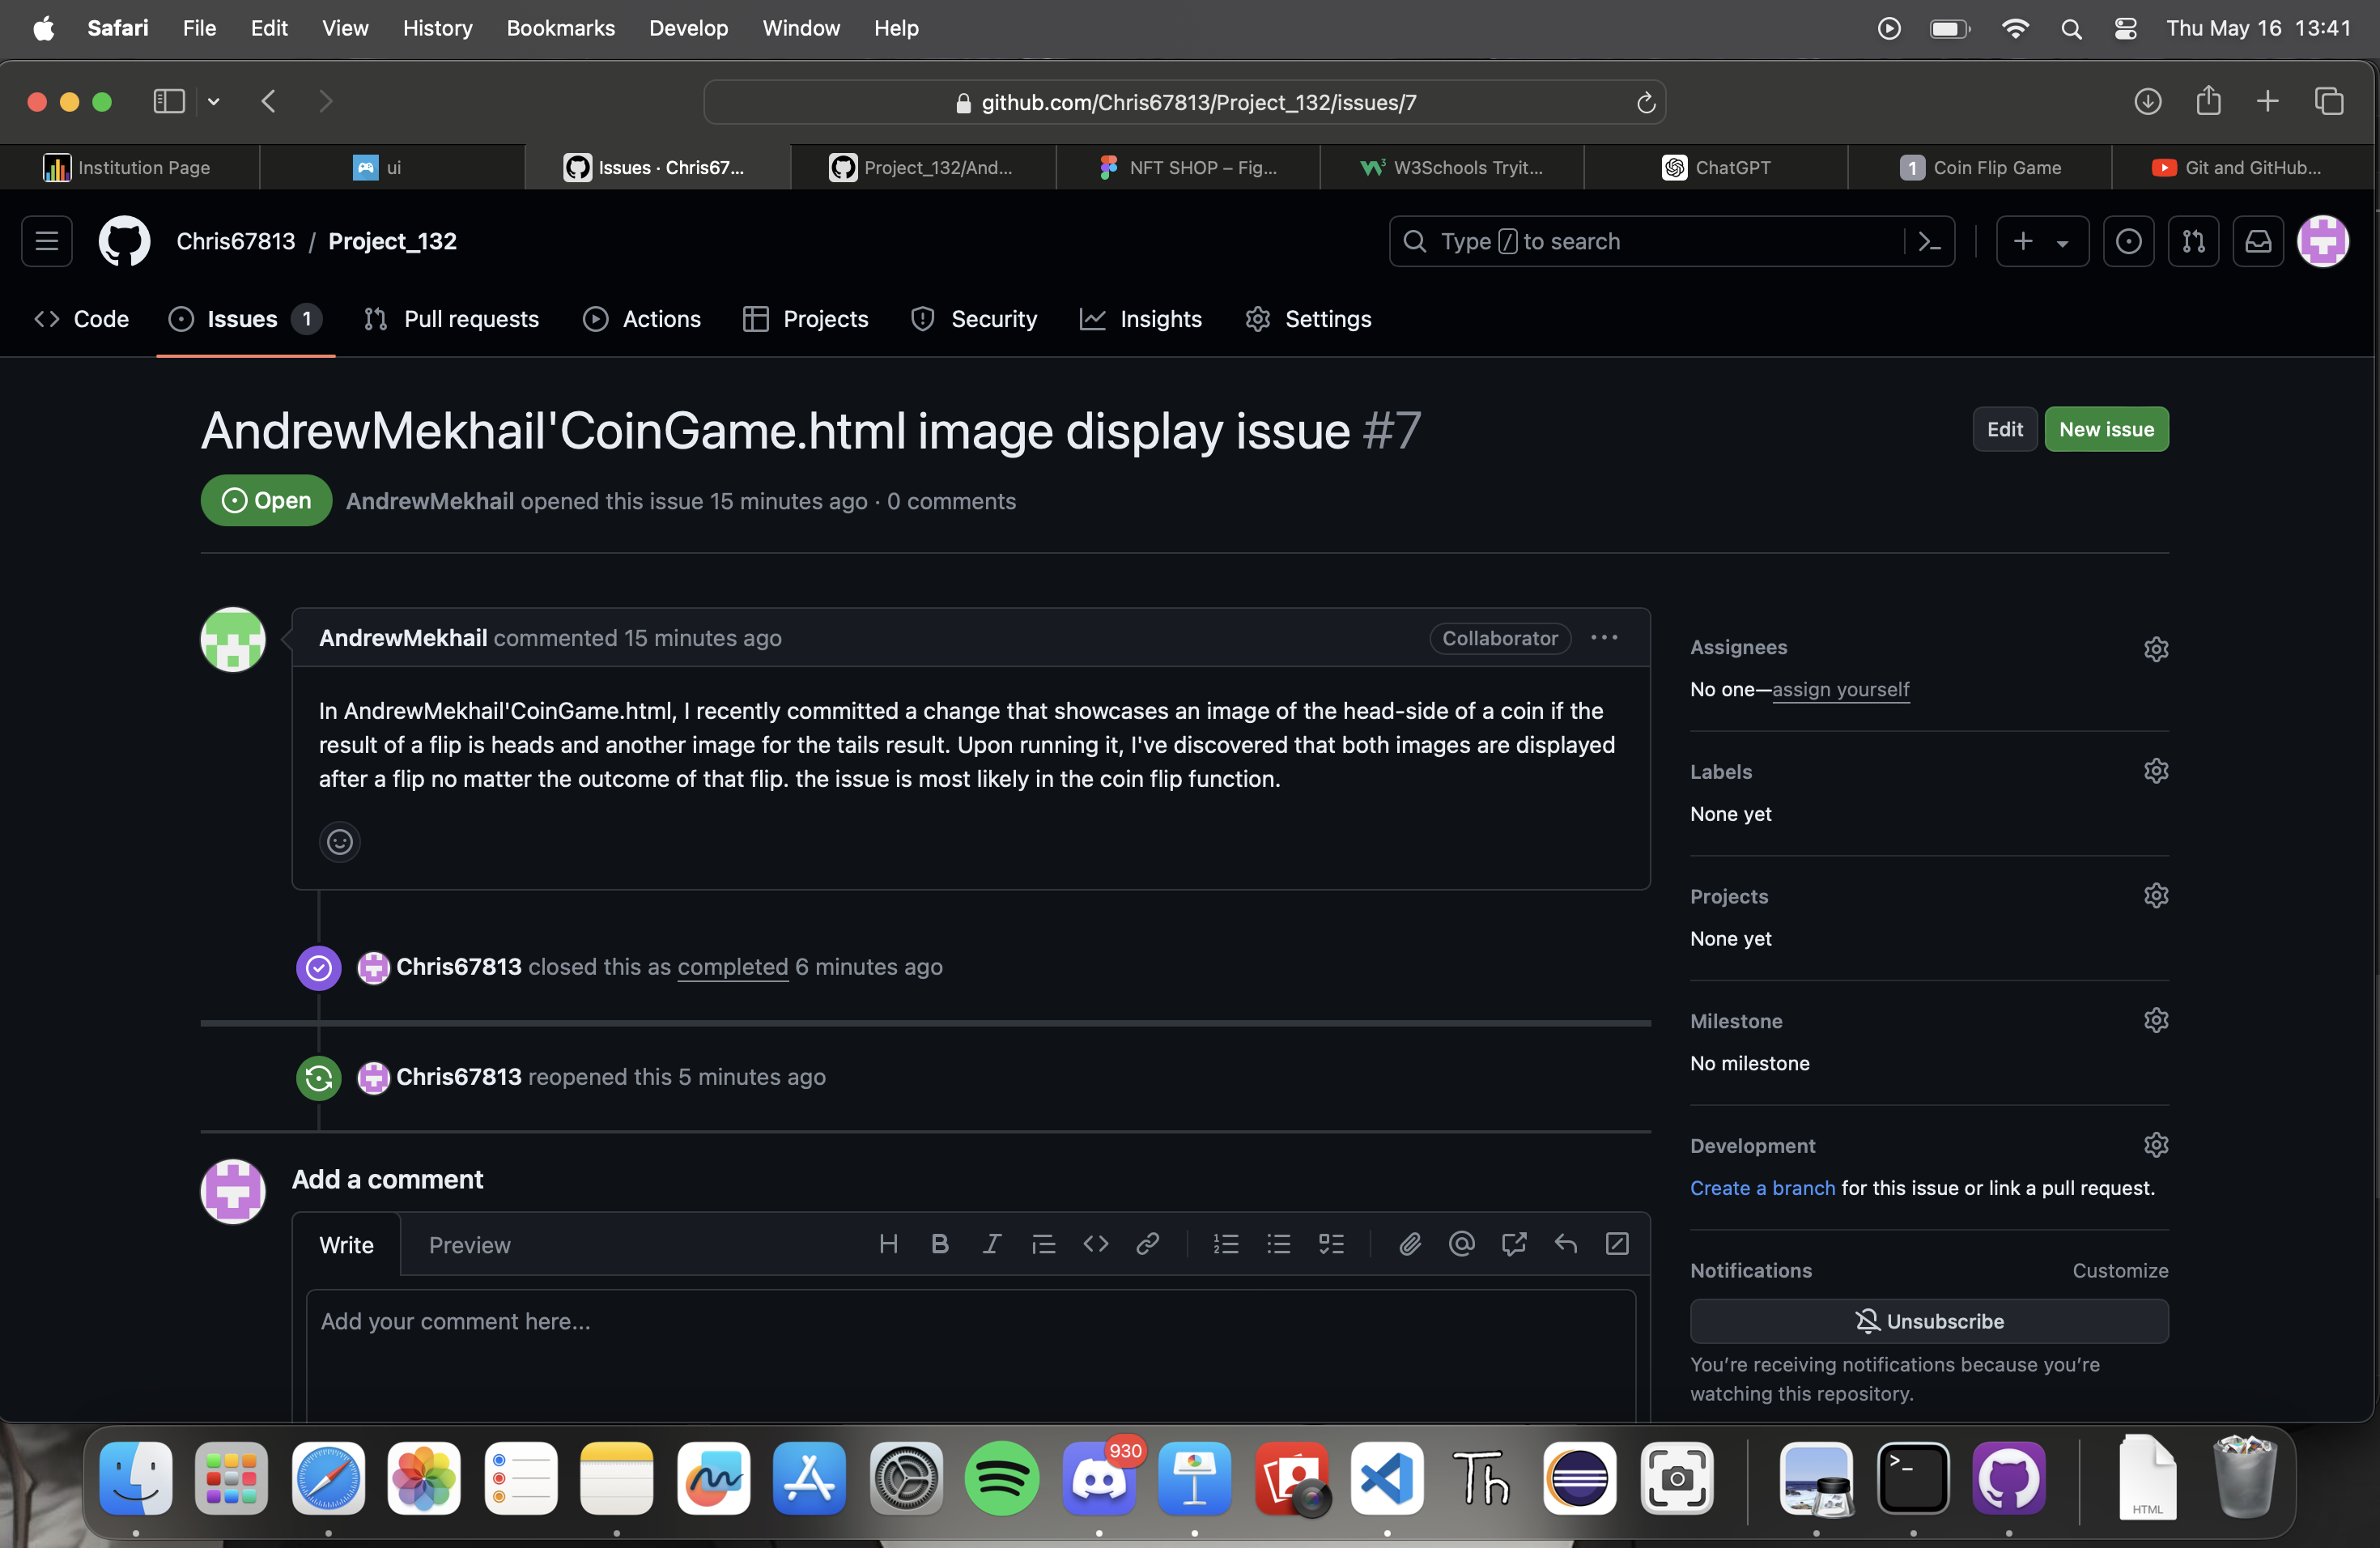 Safari File Edit View History Bookmarks Develop Window Help Thu May 16 13:41
github.com/Chris67813/Project_132/issues/7
Institution Page ui Issues · Chris67... Project_132/And... NFT SHOP – Fig... W3Schools Tryit... ChatGPT 1 Coin Flip Game Git and GitHub...
Chris67813 / Project_132 Type / to search
Code Issues 1 Pull requests Actions Projects Security Insights Settings
AndrewMekhail'CoinGame.html image display issue #7 Edit New issue
Open AndrewMekhail opened this issue 15 minutes ago · 0 comments
AndrewMekhail commented 15 minutes ago Collaborator
In AndrewMekhail'CoinGame.html, I recently committed a change that showcases an image of the head-side of a coin if the
result of a flip is heads and another image for the tails result. Upon running it, I've discovered that both images are displayed
after a flip no matter the outcome of that flip. the issue is most likely in the coin flip function.
Chris67813 closed this as completed 6 minutes ago
Chris67813 reopened this 5 minutes ago
Add a comment
Write Preview
Add your comment here...
Assignees
No one—assign yourself
Labels
None yet
Projects
None yet
Milestone
No milestone
Development
Create a branch for this issue or link a pull request.
Notifications Customize
Unsubscribe
You're receiving notifications because you're
watching this repository.
930
Th
HTML